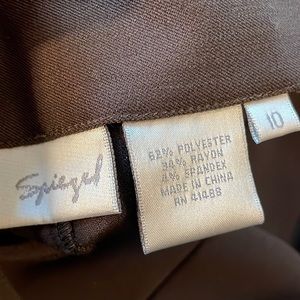 Spiegel
62% POLYESTER
34% RAYON
4% SPANDEX
MADE IN CHINA
RN 41488
10